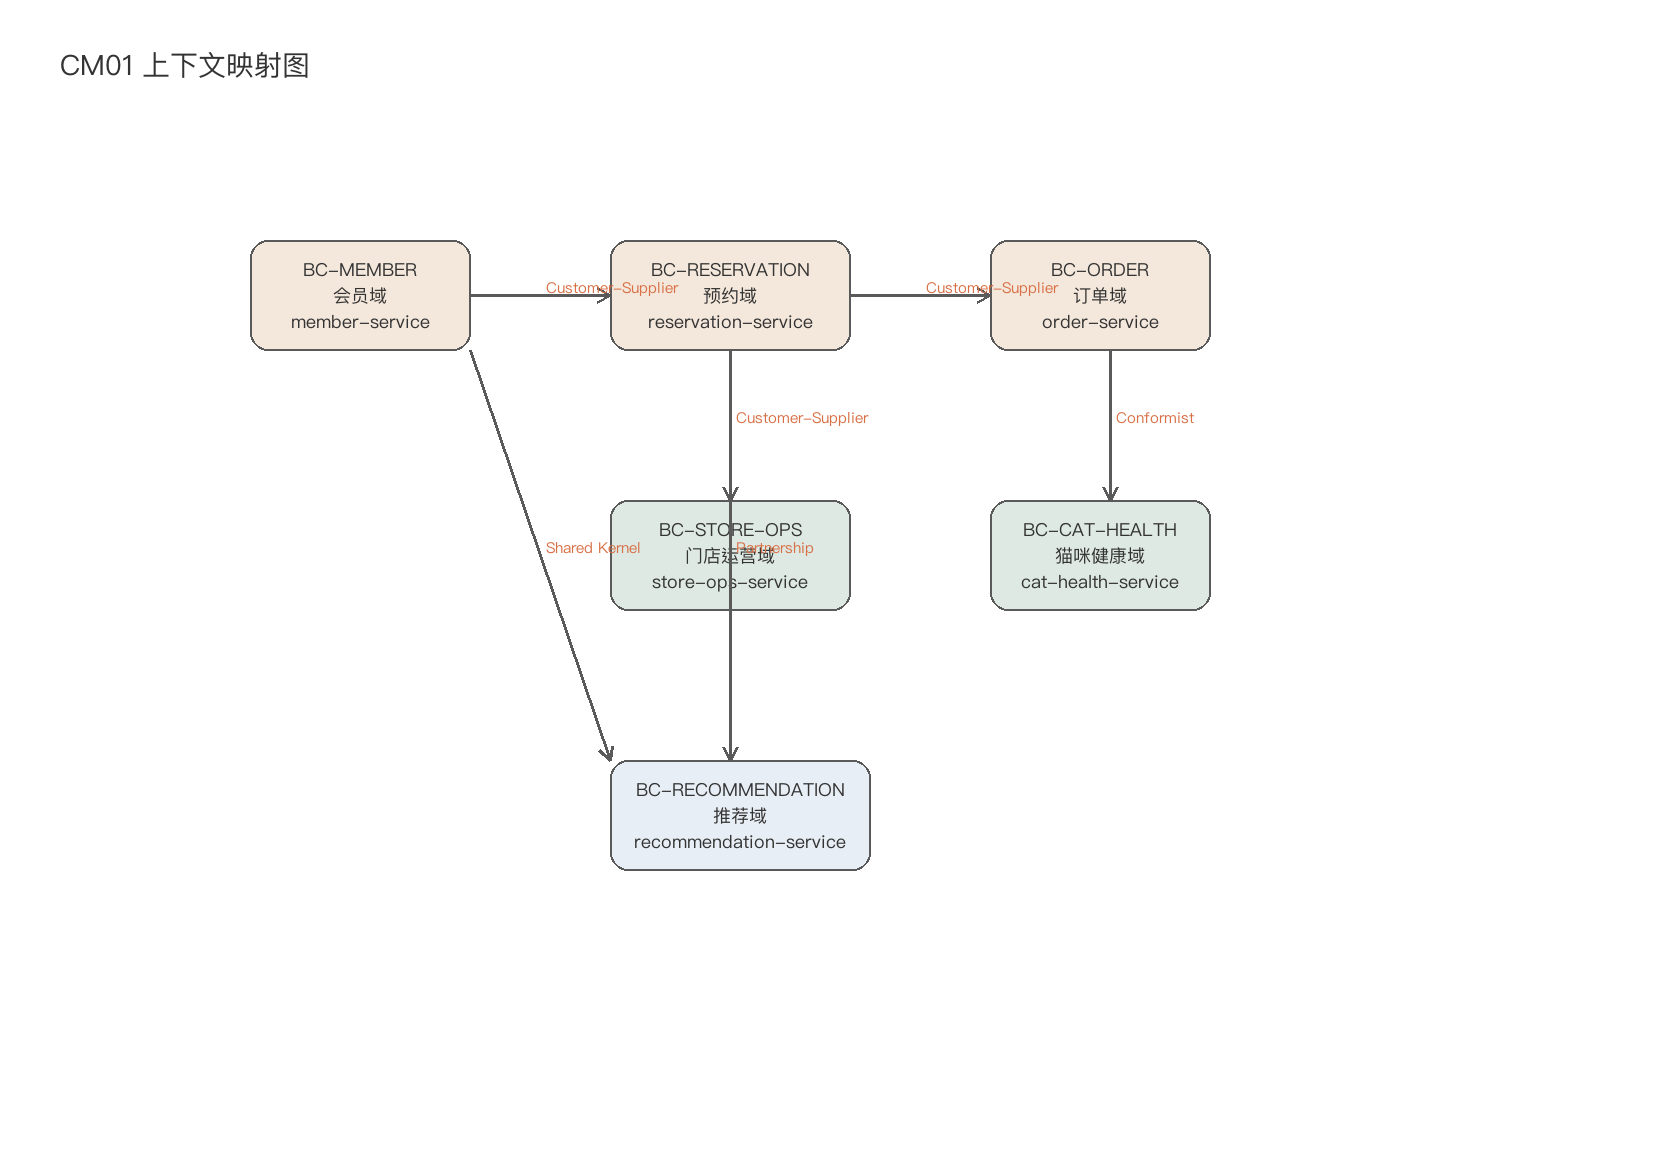 CM01 上下文映射图
BC-MEMBER
会员域
member-service
Customer-Supplier
BC-RESERVATION
预约域
reservation-service
Customer-Supplier
BC-ORDER
订单域
order-service
Customer-Supplier
Conformist
Shared Kernel
BC-STORE-OPS
门店运营域
store-ops-service
Partnership
BC-CAT-HEALTH
猫咪健康域
cat-health-service
BC-RECOMMENDATION
推荐域
recommendation-service